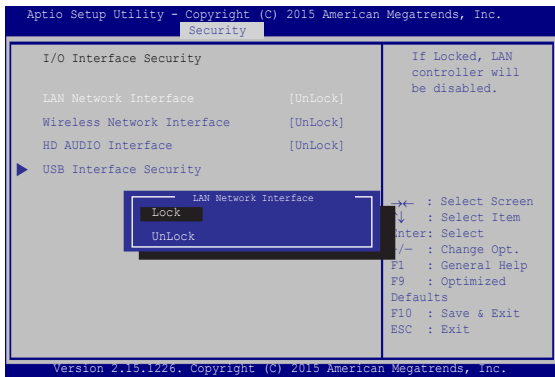 Aptio Setup Utility - Copyright (C) 2015 American Megatrends, Inc.
Security
I/O Interface Security
LAN Network Interface [UnLock]
Wireless Network Interface [UnLock]
HD AUDIO Interface [UnLock]
USB Interface Security
LAN Network Interface
Lock
UnLock
If Locked, LAN
controller will
be disabled.
→← : Select Screen
↑↓ : Select Item
Enter: Select
+/— : Change Opt.
F1 : General Help
F9 : Optimized
Defaults
F10 : Save & Exit
ESC : Exit
Version 2.15.1226. Copyright (C) 2015 American Megatrends, Inc.